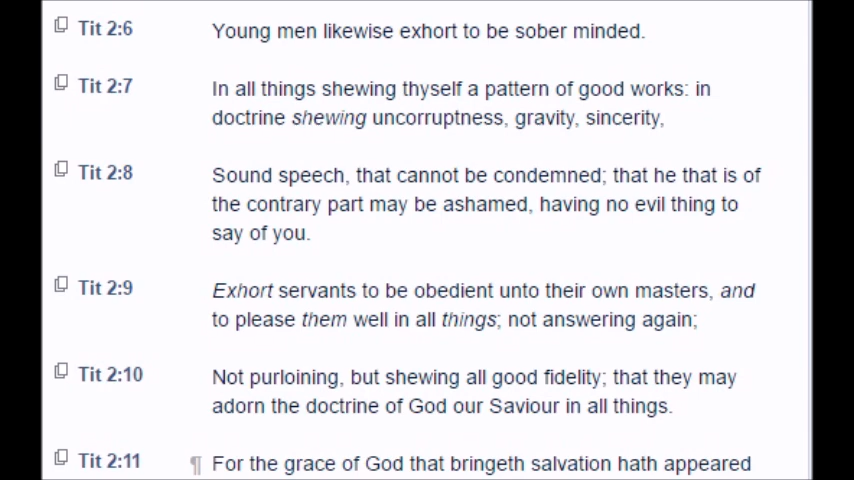 Tit 2:6 Young men likewise exhort to be sober minded.
Tit 2:7 In all things shewing thyself a pattern of good works: in
doctrine shewing uncorruptness, gravity, sincerity,
Tit 2:8 Sound speech, that cannot be condemned; that he that is of
the contrary part may be ashamed, having no evil thing to
say of you.
Tit 2:9 Exhort servants to be obedient unto their own masters, and
to please them well in all things; not answering again;
Tit 2:10 Not purloining, but shewing all good fidelity; that they may
adorn the doctrine of God our Saviour in all things.
Tit 2:11 ¶ For the grace of God that bringeth salvation hath appeared